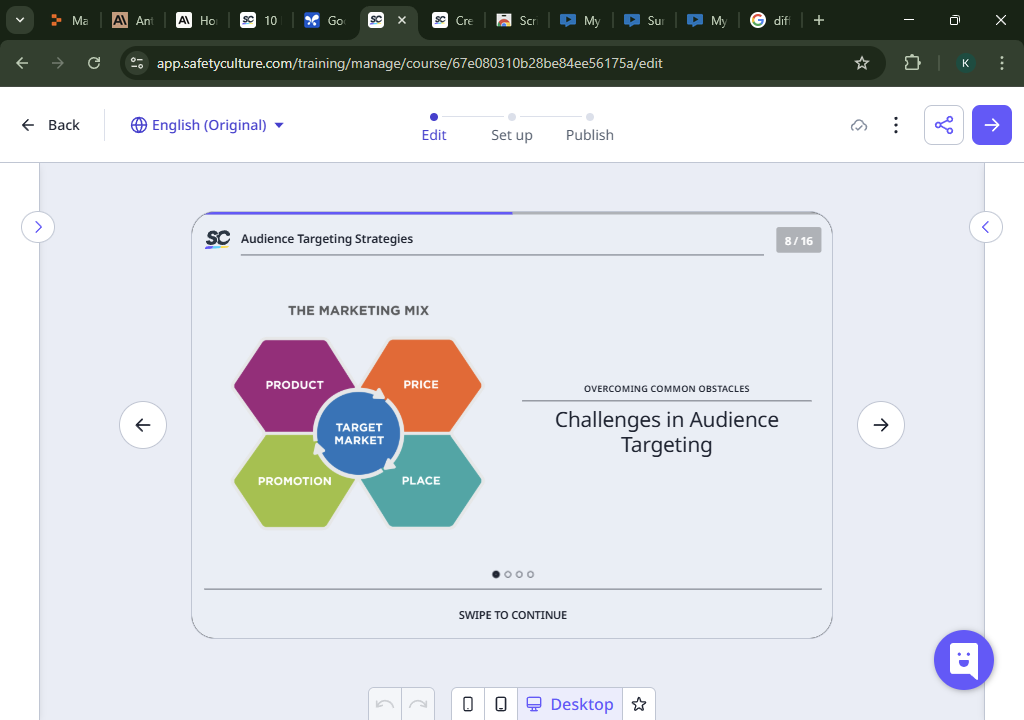 Ma
Ant
Ho
10
Goo
Cre
Scri
My
Sur
My
diff
app.safetyculture.com/training/manage/course/67e080310b28be84ee56175a/edit
K
Back
English (Original)
Edit
Set up
Publish
SC
Audience Targeting Strategies
8 / 16
THE MARKETING MIX
PRODUCT
PRICE
TARGET
MARKET
PROMOTION
PLACE
OVERCOMING COMMON OBSTACLES
Challenges in Audience
Targeting
SWIPE TO CONTINUE
Desktop